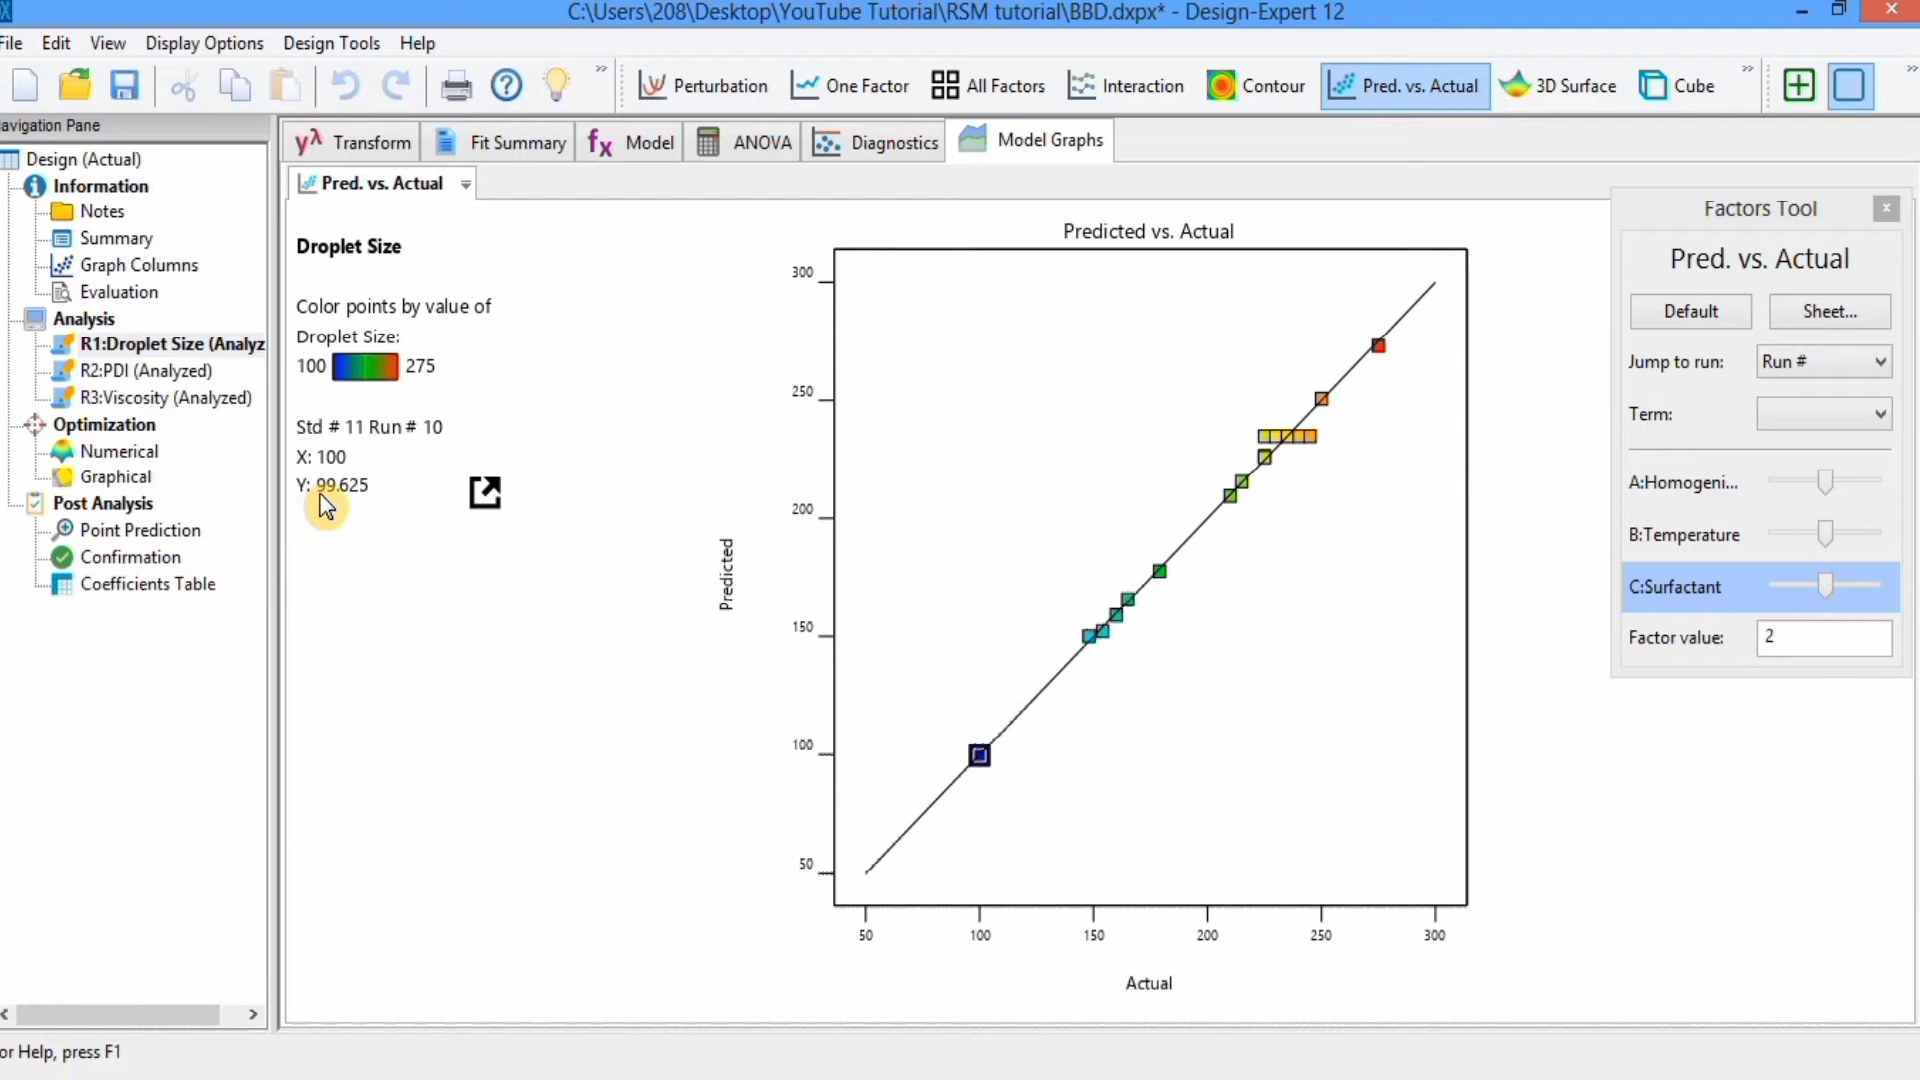 C:\Users\208\Desktop\YouTube Tutorial\RSM tutorial\BBD.dxpx* - Design-Expert 12
File Edit View Display Options Design Tools Help
Perturbation One Factor All Factors Interaction Contour Pred. vs. Actual 3D Surface Cube
avigation Pane
Design (Actual)
Information
Notes
Summary
Graph Columns
Evaluation
Analysis
R1:Droplet Size (Analyz
R2:PDI (Analyzed)
R3:Viscosity (Analyzed)
Optimization
Numerical
Graphical
Post Analysis
Point Prediction
Confirmation
Coefficients Table
Transform Fit Summary Model ANOVA Diagnostics Model Graphs
Pred. vs. Actual
Droplet Size
Color points by value of
Droplet Size:
100 275
Std # 11 Run # 10
X: 100
Y: 99.625
Predicted vs. Actual
Predicted
300
250
200
150
100
50
50 100 150 200 250 300
Actual
Factors Tool
Pred. vs. Actual
Default Sheet...
Jump to run: Run #
Term:
A:Homogeni...
B:Temperature
C:Surfactant
Factor value: 2
or Help, press F1